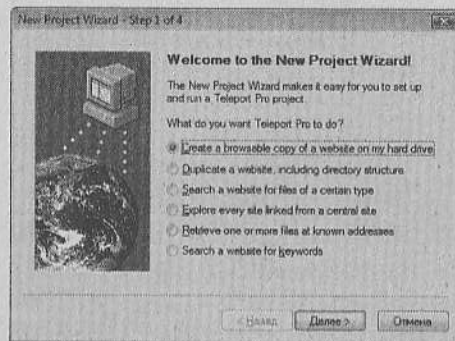 New Project Wizard - Step 1 of 4
Welcome to the New Project Wizard!
The New Project Wizard makes it easy for you to set up
and run a Teleport Pro project.
What do you want Teleport Pro to do?
Create a browsable copy of a website on my hard drive
Duplicate a website, including directory structure
Search a website for files of a certain type
Explore every site linked from a central site
Retrieve one or more files at known addresses
Search a website for keywords
< Назад Далее > Отмена